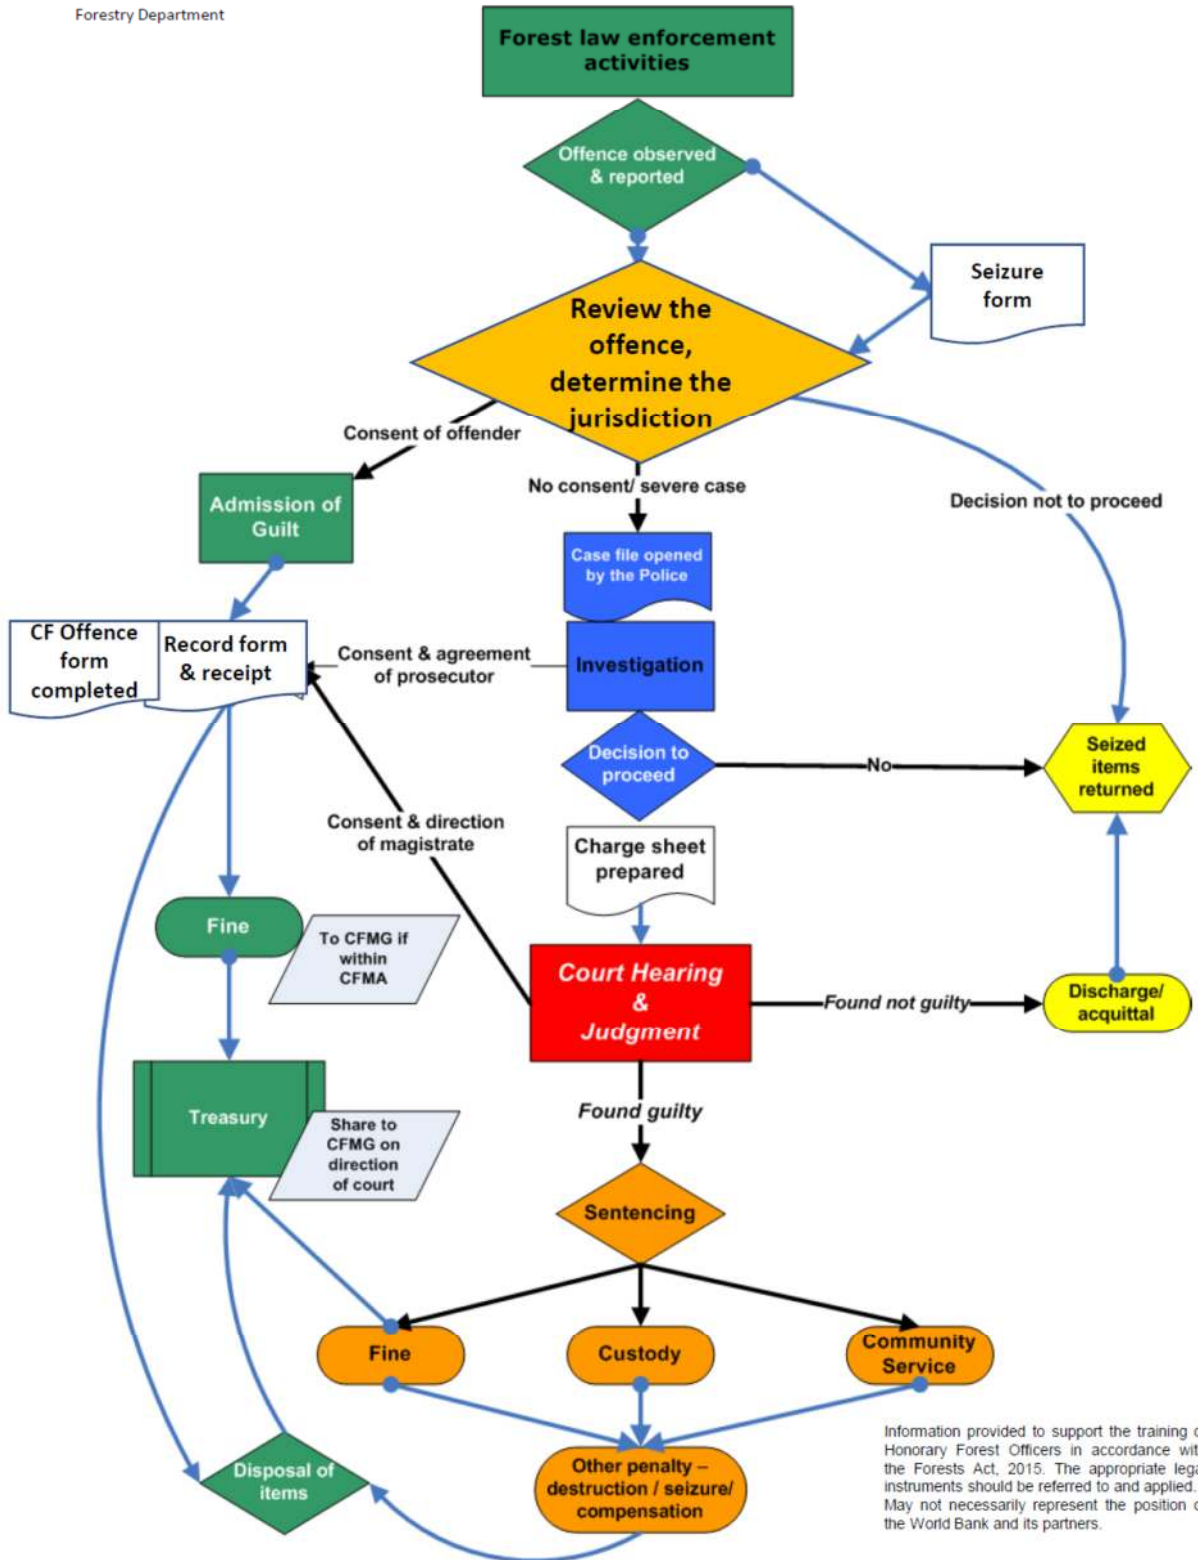 Forestry Department
Forest law enforcement
activities
Offence observed
& reported
Seizure
form
Review the
offence,
determine the
jurisdiction
Consent of offender
No consent/ severe case
Decision not to proceed
Admission of
Guilt
Case file opened
by the Police
CF Offence
form
completed
Record form
& receipt
Consent & agreement
of prosecutor
Investigation
Decision to
proceed
No
Seized
items
returned
Consent & direction
of magistrate
Charge sheet
prepared
Fine
To CFMG if
within
CFMA
Court Hearing
&
Judgment
Found not guilty
Discharge/
acquittal
Treasury
Share to
CFMG on
direction
of court
Found guilty
Sentencing
Fine
Custody
Community
Service
Disposal of
items
Other penalty –
destruction / seizure/
compensation
Information provided to support the training
Honorary Forest Officers in accordance
the Forests Act, 2015. The appropriate
instruments should be referred to and applied.
May not necessarily represent the position
the World Bank and its partners.